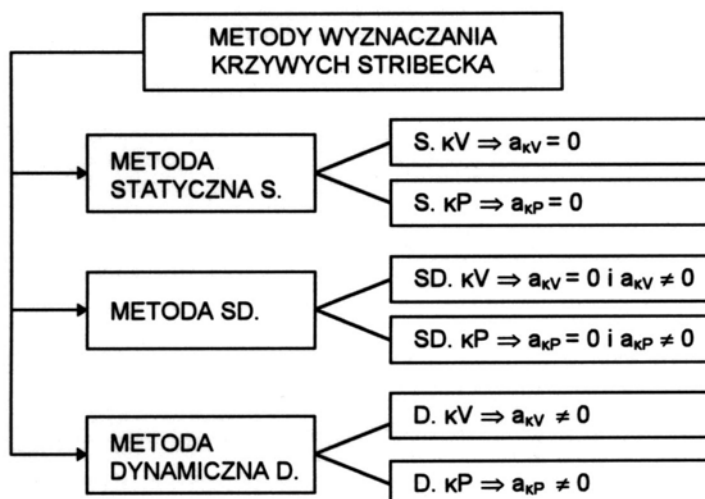 METODY WYZNACZANIA
KRZYWYCH STRIBECKA
METODA
STATYCZNA S.
S. κV ⇒ aκV = 0
S. κP ⇒ aκP = 0
METODA SD.
SD. κV ⇒ aκV = 0 i aκV ≠ 0
SD. κP ⇒ aκP = 0 i aκP ≠ 0
METODA
DYNAMICZNA D.
D. κV ⇒ aκV ≠ 0
D. κP ⇒ aκP ≠ 0